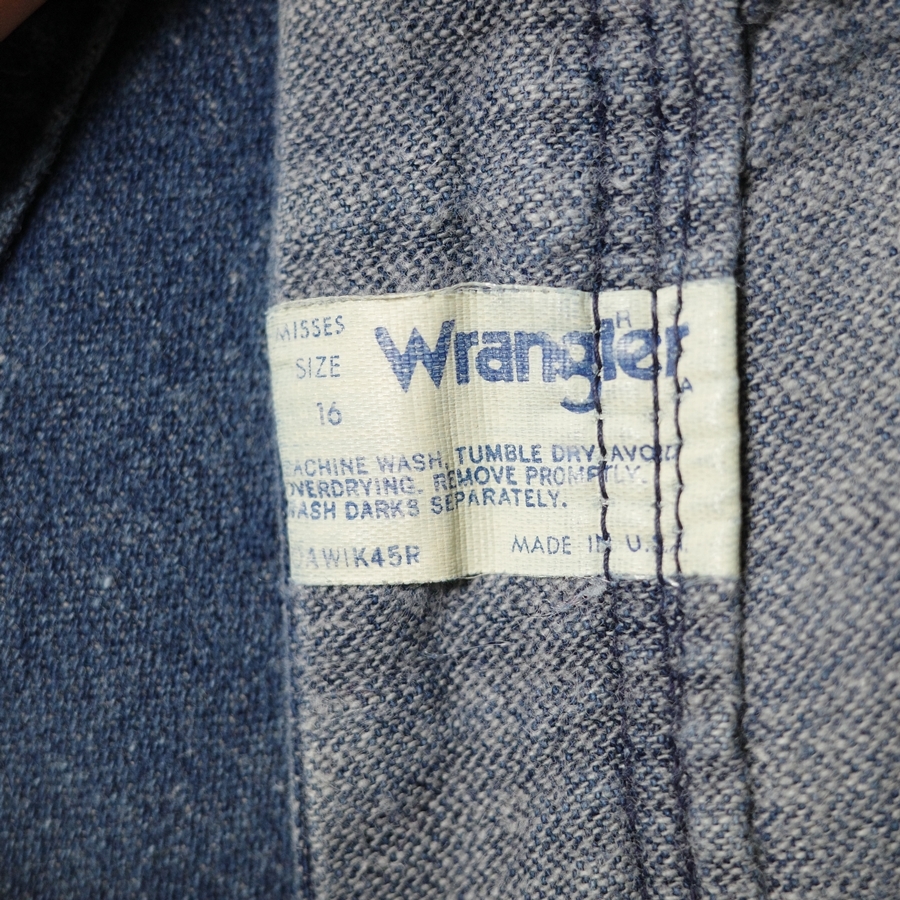 MISSES
SIZE
16
Wrangler
R
MACHINE WASH. TUMBLE DRY. AVOID
OVERDRYING. REMOVE PROMPTLY.
WASH DARKS SEPARATELY.
MADE IN U.S.A.